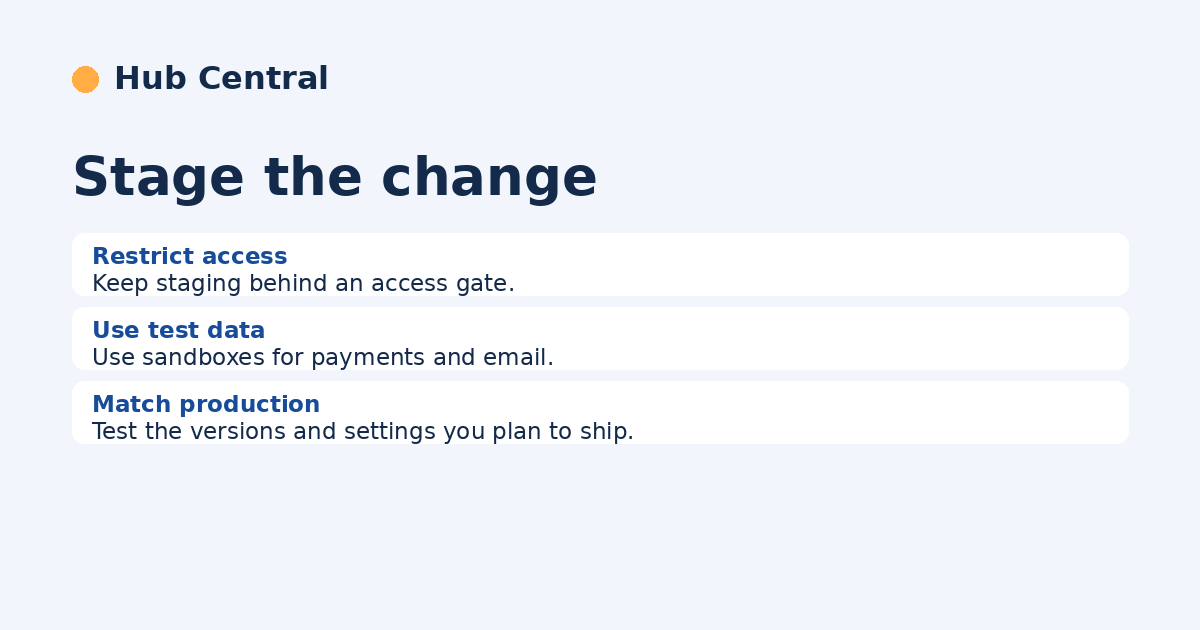 Hub Central
Stage the change
Restrict access
Keep staging behind an access gate.
Use test data
Use sandboxes for payments and email.
Match production
Test the versions and settings you plan to ship.